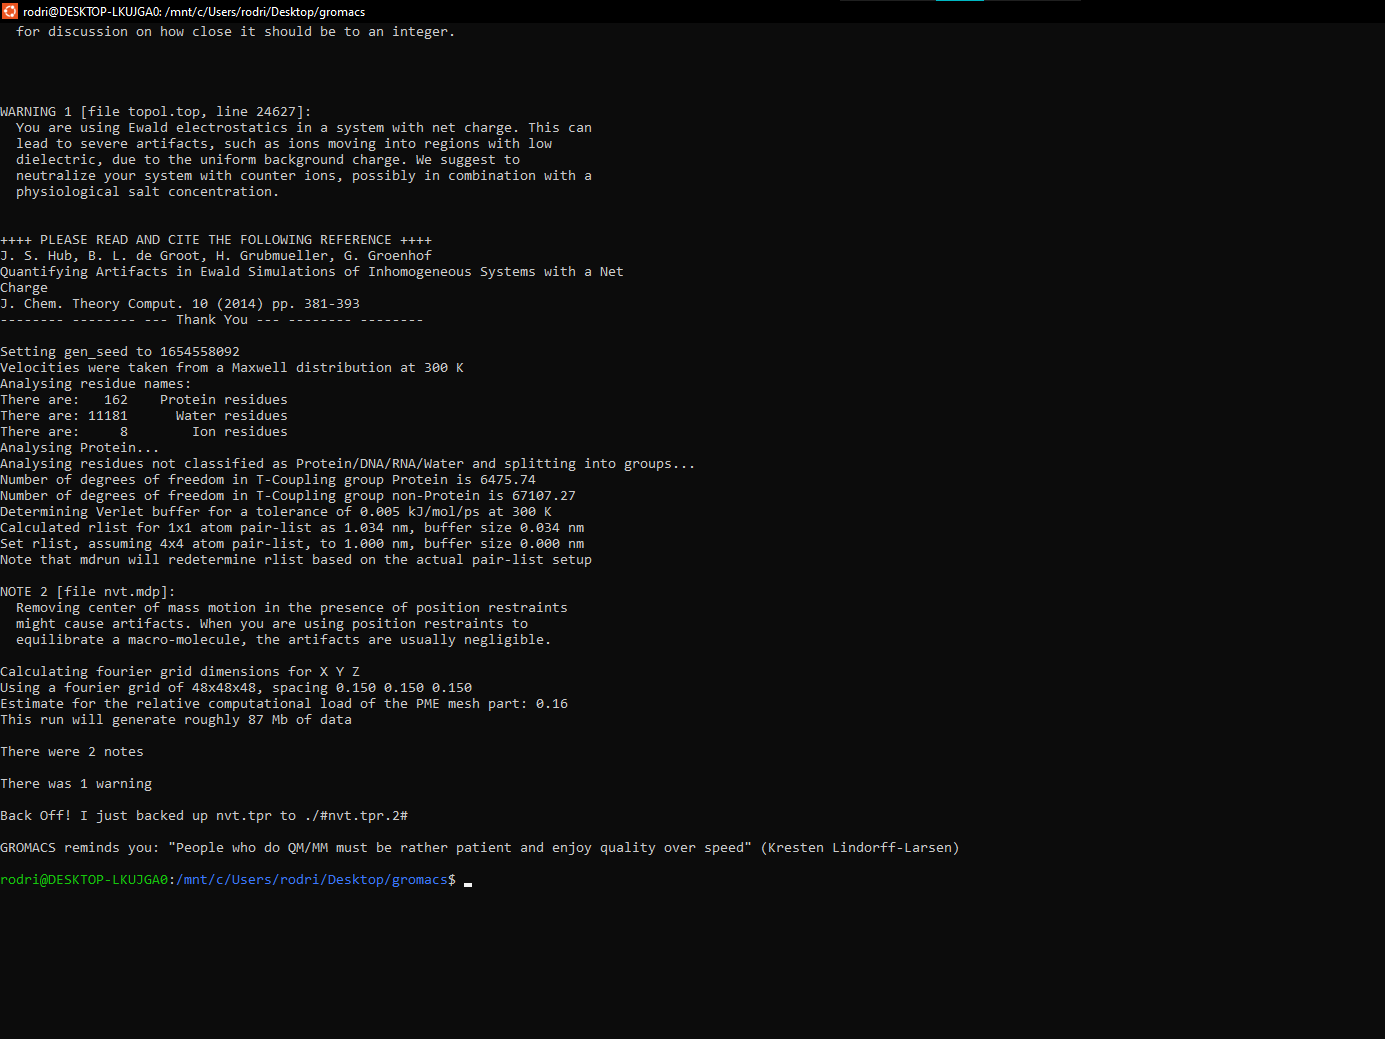 rodri@DESKTOP-LKUJGA0: /mnt/c/Users/rodri/Desktop/gromacs
for discussion on how close it should be to an integer.
WARNING 1 [file topol.top, line 24627]:
You are using Ewald electrostatics in a system with net charge. This can
lead to severe artifacts, such as ions moving into regions with low
dielectric, due to the uniform background charge. We suggest to
neutralize your system with counter ions, possibly in combination with a
physiological salt concentration.
++++ PLEASE READ AND CITE THE FOLLOWING REFERENCE ++++
J. S. Hub, B. L. de Groot, H. Grubmueller, G. Groenhof
Quantifying Artifacts in Ewald Simulations of Inhomogeneous Systems with a Net
Charge
J. Chem. Theory Comput. 10 (2014) pp. 381-393
-------- -------- --- Thank You --- -------- --------
Setting gen_seed to 1654558092
Velocities were taken from a Maxwell distribution at 300 K
Analysing residue names:
There are:   162    Protein residues
There are: 11181      Water residues
There are:     8        Ion residues
Analysing Protein...
Analysing residues not classified as Protein/DNA/RNA/Water and splitting into groups...
Number of degrees of freedom in T-Coupling group Protein is 6475.74
Number of degrees of freedom in T-Coupling group non-Protein is 67107.27
Determining Verlet buffer for a tolerance of 0.005 kJ/mol/ps at 300 K
Calculated rlist for 1x1 atom pair-list as 1.034 nm, buffer size 0.034 nm
Set rlist, assuming 4x4 atom pair-list, to 1.000 nm, buffer size 0.000 nm
Note that mdrun will redetermine rlist based on the actual pair-list setup
NOTE 2 [file nvt.mdp]:
Removing center of mass motion in the presence of position restraints
might cause artifacts. When you are using position restraints to
equilibrate a macro-molecule, the artifacts are usually negligible.
Calculating fourier grid dimensions for X Y Z
Using a fourier grid of 48x48x48, spacing 0.150 0.150 0.150
Estimate for the relative computational load of the PME mesh part: 0.16
This run will generate roughly 87 Mb of data
There were 2 notes
There was 1 warning
Back Off! I just backed up nvt.tpr to ./#nvt.tpr.2#
GROMACS reminds you: "People who do QM/MM must be rather patient and enjoy quality over speed" (Kresten Lindorff-Larsen)
rodri@DESKTOP-LKUJGA0:/mnt/c/Users/rodri/Desktop/gromacs$